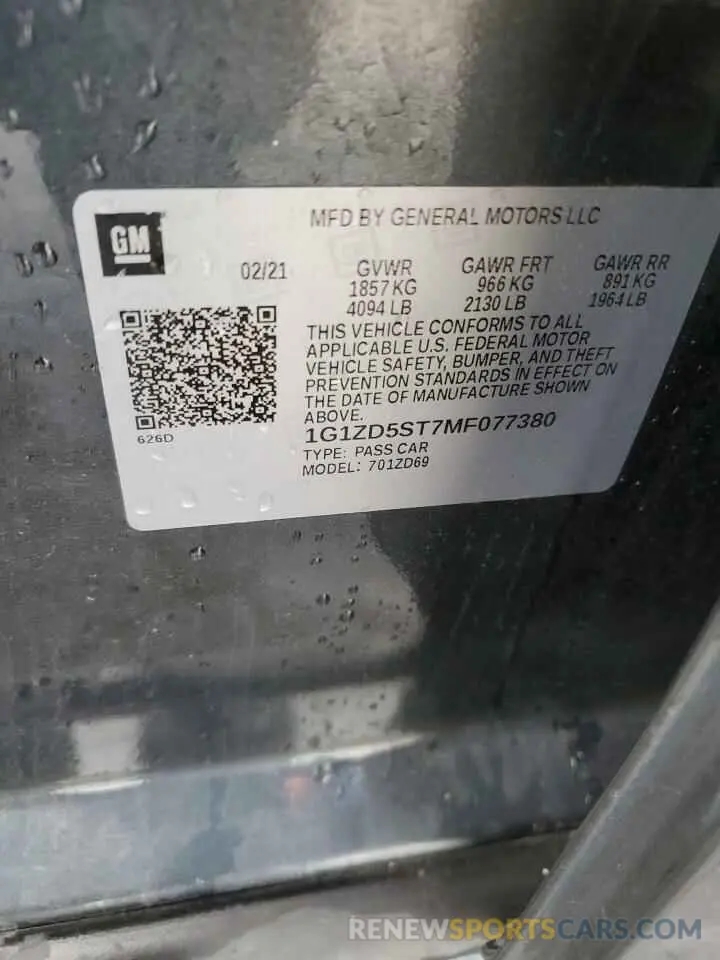 GM
MFD BY GENERAL MOTORS LLC
02/21
GVWR GAWR FRT GAWR RR
1857 KG 966 KG 891 KG
4094 LB 2130 LB 1964 LB
THIS VEHICLE CONFORMS TO ALL
APPLICABLE U.S. FEDERAL MOTOR
VEHICLE SAFETY, BUMPER, AND THEFT
PREVENTION STANDARDS IN EFFECT ON
THE DATE OF MANUFACTURE SHOWN
ABOVE.
626D
1G1ZD5ST7MF077380
TYPE: PASS CAR
MODEL: 701ZD69
RENEWSPORTSCARS.COM